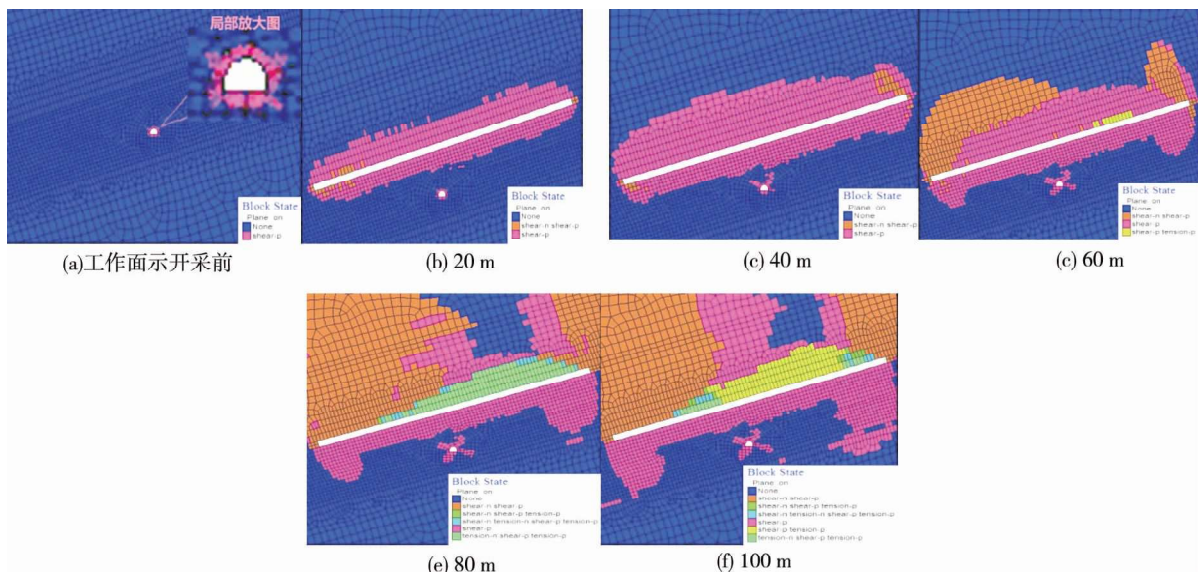 局部放大图
Block State
Plane on
None
shear-p
(a)工作面示开采前
Block State
Plane on
None
shear-n shear-p
shear-p
(b) 20 m
Block State
Plane on
None
shear-n shear-p
shear-p
(c) 40 m
Block State
Plane on
None
shear-n shear-p
shear-p
shear-p tension-p
(c) 60 m
Block State
Plane on
None
shear-n shear-p
shear-n shear-p tension-p
shear-n tension-n shear-p tension-p
shear-p
tension-n shear-p tension-p
(e) 80 m
Block State
Plane on
None
shear-n shear-p
shear-n shear-p tension-p
shear-n tension-n shear-p tension-p
shear-p
shear-p tension-p
tension-n shear-p tension-p
(f) 100 m